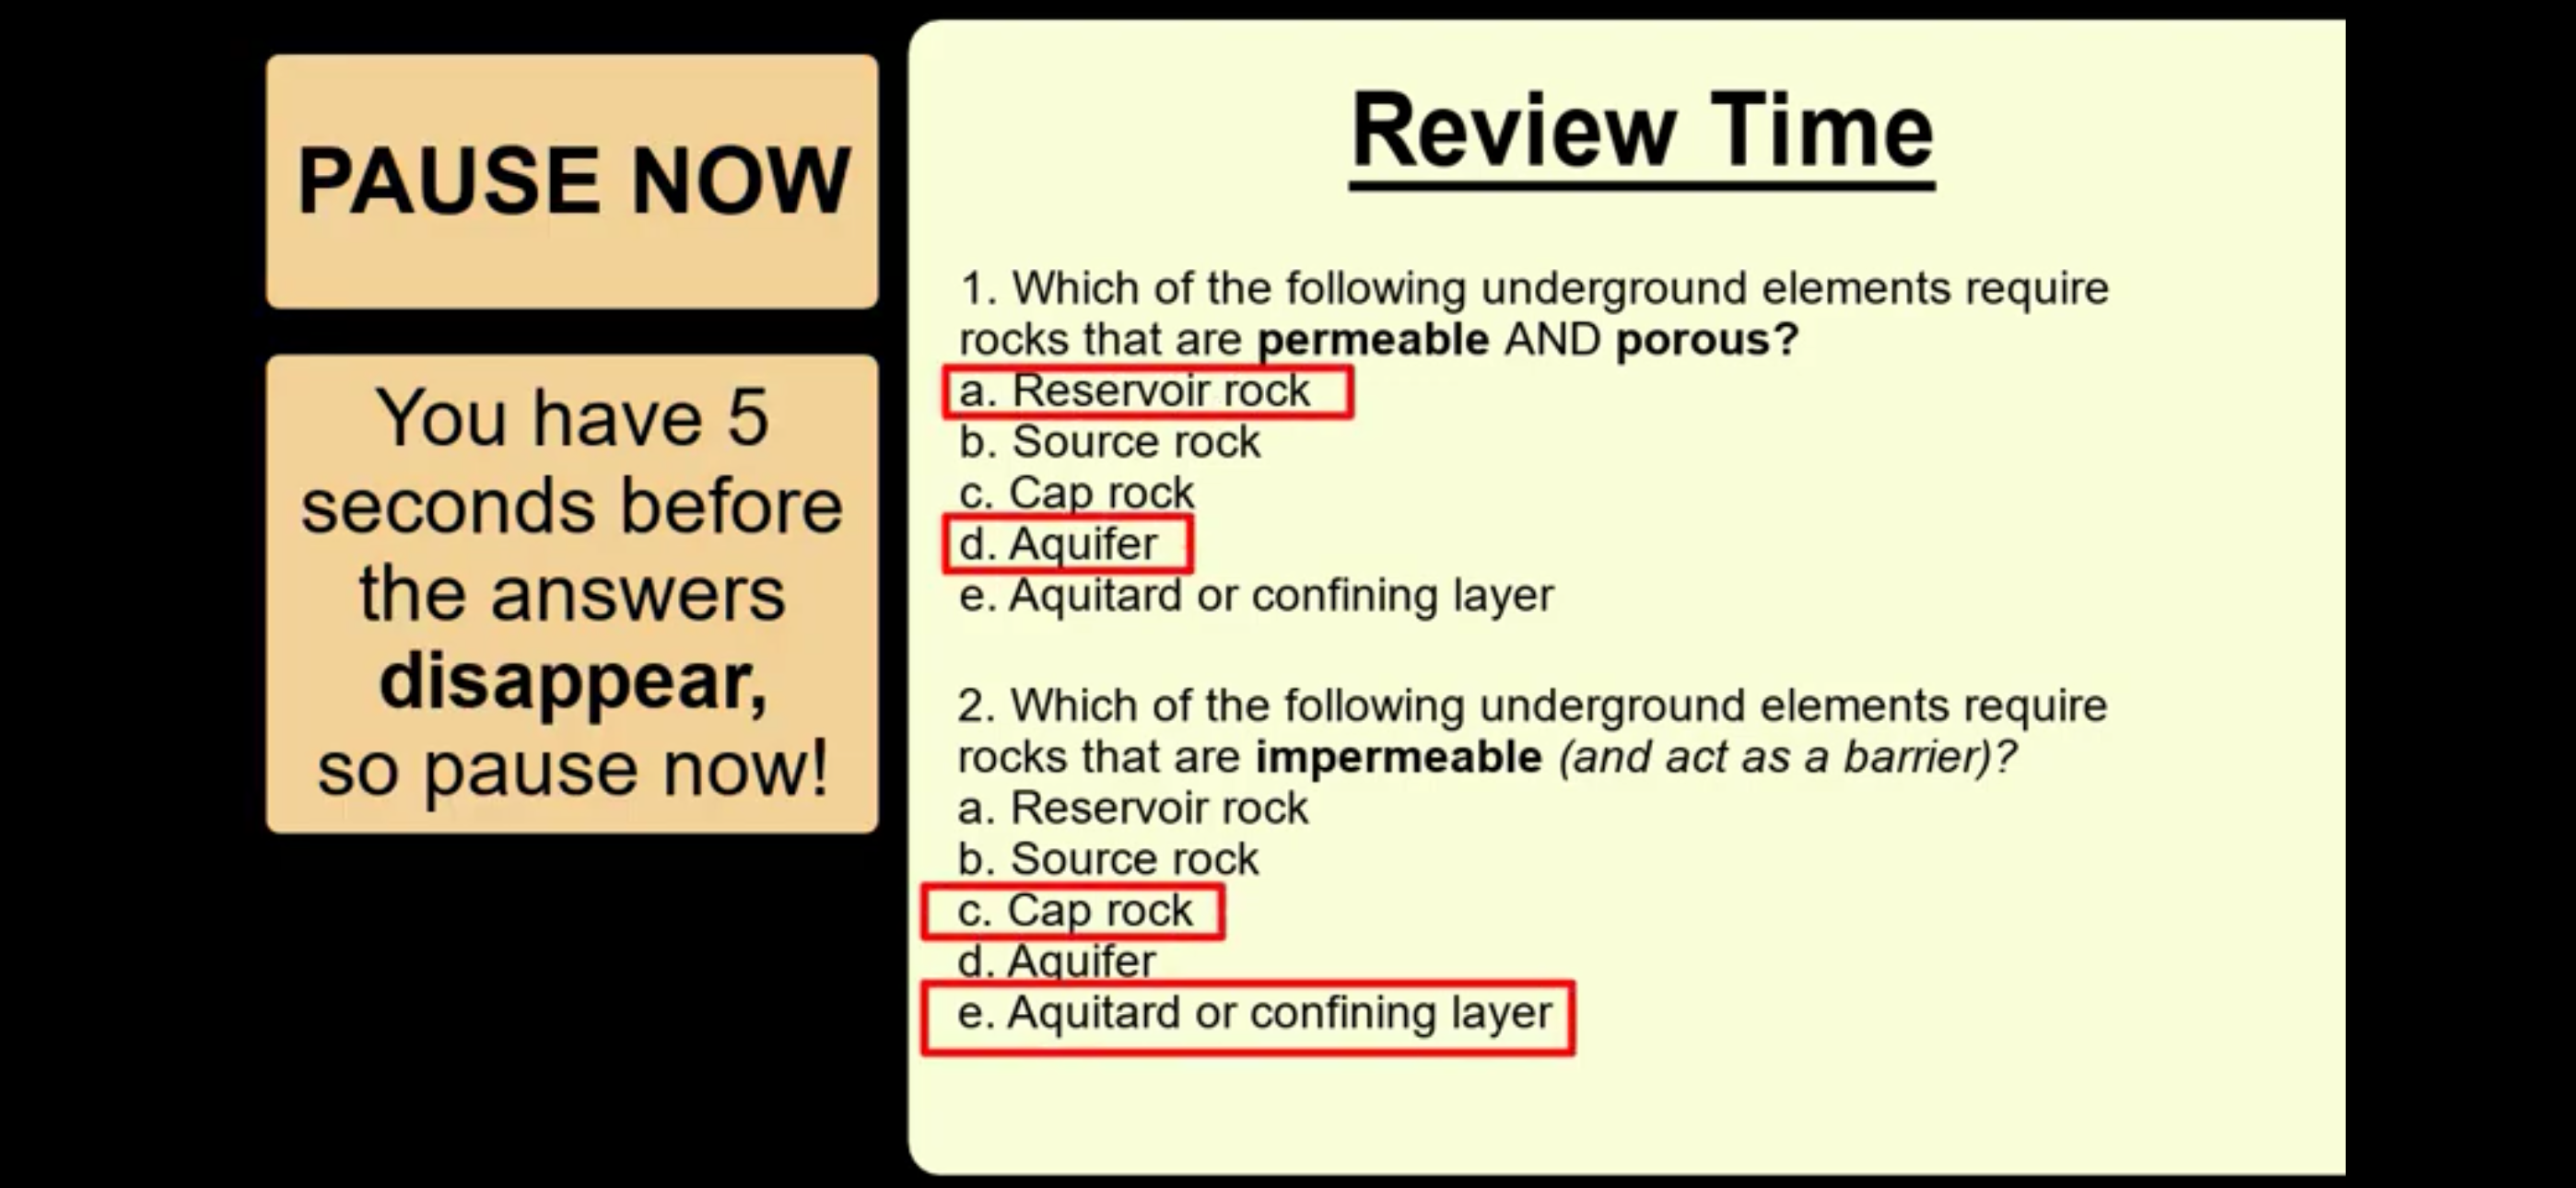 PAUSE NOW
You have 5
seconds before
the answers
disappear,
so pause now!
Review Time
1. Which of the following underground elements require
rocks that are permeable AND porous?
a. Reservoir rock
b. Source rock
c. Cap rock
d. Aquifer
e. Aquitard or confining layer
2. Which of the following underground elements require
rocks that are impermeable (and act as a barrier)?
a. Reservoir rock
b. Source rock
c. Cap rock
d. Aquifer
e. Aquitard or confining layer